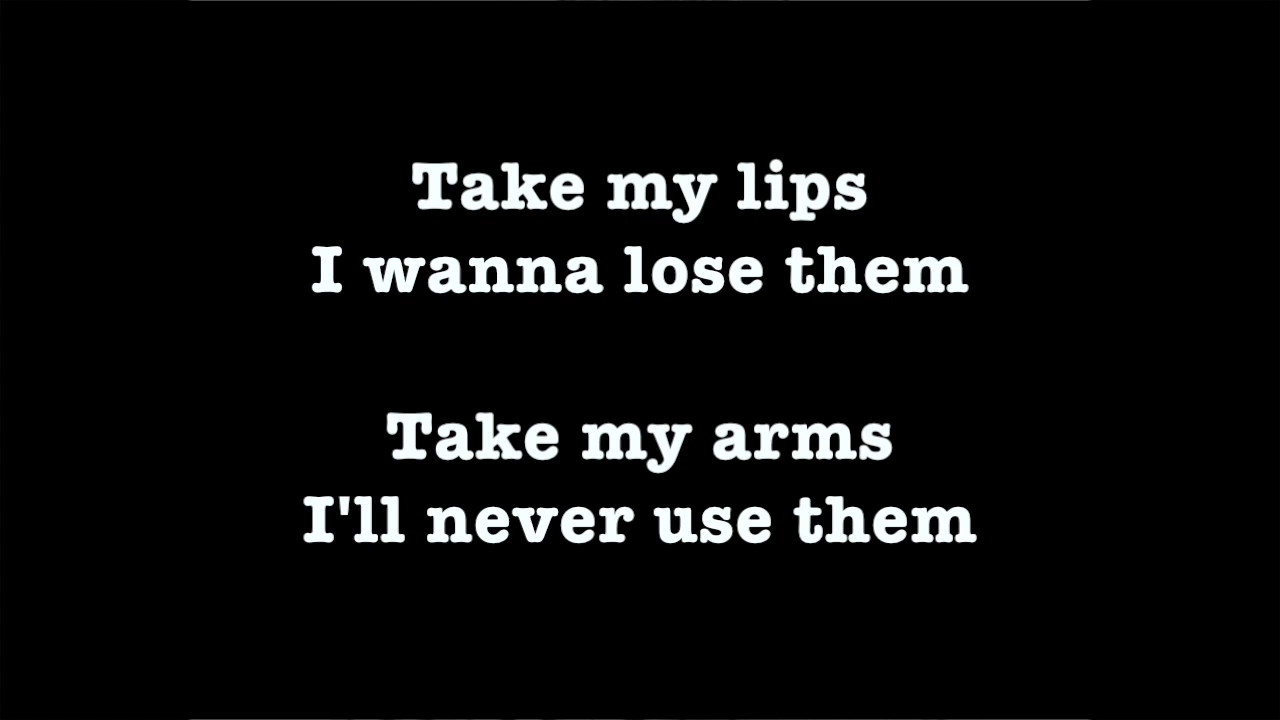 Take my lips
I wanna lose them
Take my arms
I'll never use them